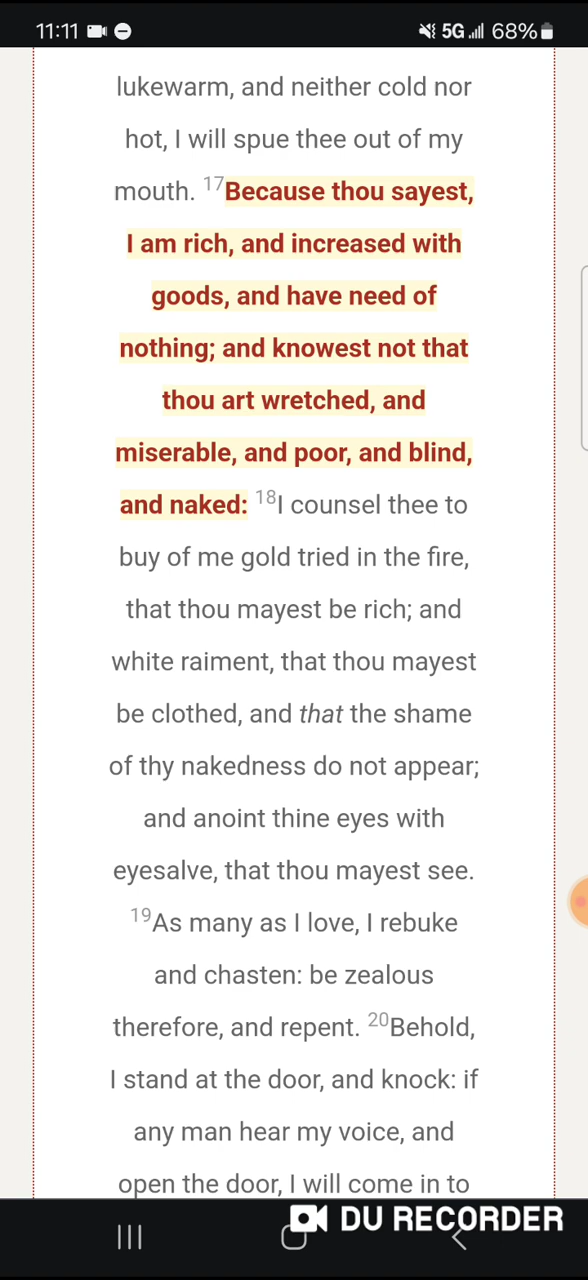 11:11 5G 68%
lukewarm, and neither cold nor
hot, I will spue thee out of my
mouth. 17Because thou sayest,
I am rich, and increased with
goods, and have need of
nothing; and knowest not that
thou art wretched, and
miserable, and poor, and blind,
and naked: 18I counsel thee to
buy of me gold tried in the fire,
that thou mayest be rich; and
white raiment, that thou mayest
be clothed, and that the shame
of thy nakedness do not appear;
and anoint thine eyes with
eyesalve, that thou mayest see.
19As many as I love, I rebuke
and chasten: be zealous
therefore, and repent. 20Behold,
I stand at the door, and knock: if
any man hear my voice, and
open the door, I will come in to
DU RECORDER